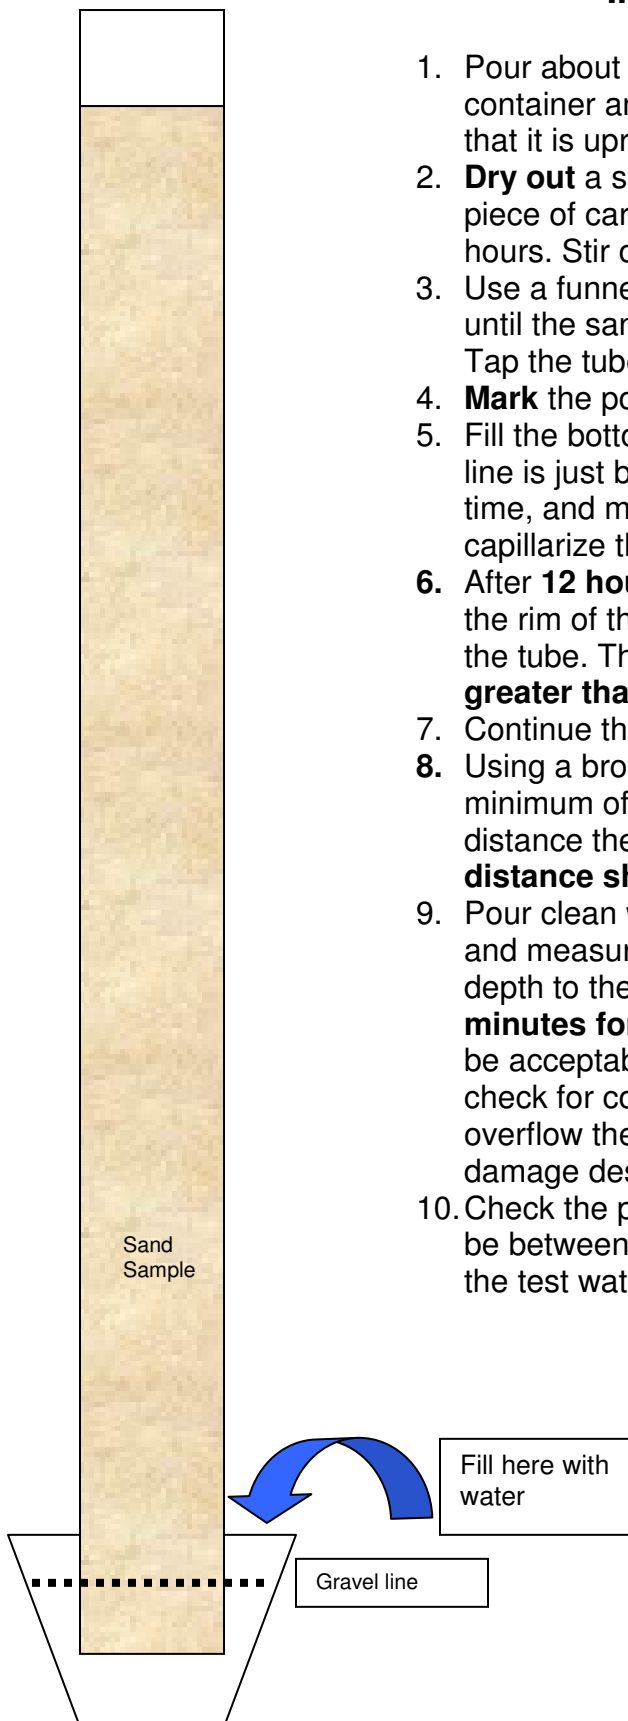 1. Pour about
container ar
that it is upr
2. Dry out a s
piece of car
hours. Stir o
3. Use a funne
until the sar
Tap the tube
4. Mark the po
5. Fill the botto
line is just b
time, and m
capillarize th
6. After 12 hou
the rim of th
the tube. Th
greater tha
7. Continue th
8. Using a bro
minimum of
distance the
distance sh
9. Pour clean w
and measur
depth to the
minutes for
be acceptab
check for co
overflow the
damage des
10. Check the p
be between
the test wat
Sand
Sample
Fill here with
water
Gravel line